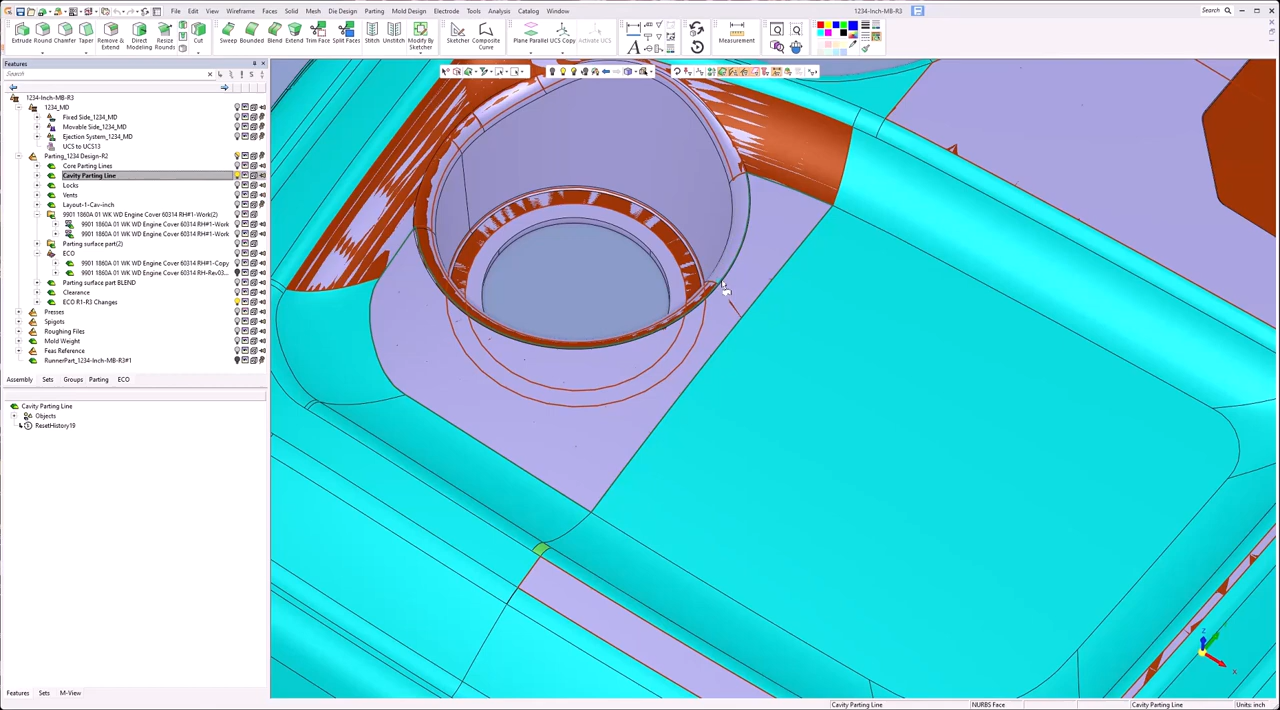 File Edit View Wireframe Faces Solid Mesh Die Design Parting Mold Design Electrode Tools Analysis Catalog Window
1234-Inch-MB-R3
Search
Extrude Round Chamfer Taper Remove & Extend Direct Modeling Resize Rounds Cut Sweep Bounded Blend Extend Trim Face Split Faces Stitch Unstitch Modify By Sketcher Sketcher Composite Curve Plane Parallel UCS Copy Activate UCS Measurement
Features
Search
1234-Inch-MB-R3
1234_MD
Fixed Side_1234_MD
Movable Side_1234_MD
Ejection System_1234_MD
UCS to UCS13
Parting_1234 Design-R2
Core Parting Lines
Cavity Parting Line
Locks
Vents
Layout-1-Cav-inch
9901 1860A 01 WK WD Engine Cover 60314 RH#1-Work(2)
9901 1860A 01 WK WD Engine Cover 60314 RH#1-Work
9901 1860A 01 WK WD Engine Cover 60314 RH#1-Work
Parting surface part(2)
ECO
9901 1860A 01 WK WD Engine Cover 60314 RH#1-Copy
9901 1860A 01 WK WD Engine Cover 60314 RH-Rev03...
Parting surface part BLEND
Clearance
ECO R1-R3 Changes
Presses
Spigots
Roughing Files
Mold Weight
Feas Reference
RunnerPart_1234-Inch-MB-R3#1
Assembly Sets Groups Parting ECO
Cavity Parting Line
Objects
ResetHistory19
Features Sets M-View
Z
X
Cavity Parting Line NURBS Face Cavity Parting Line Units: inch